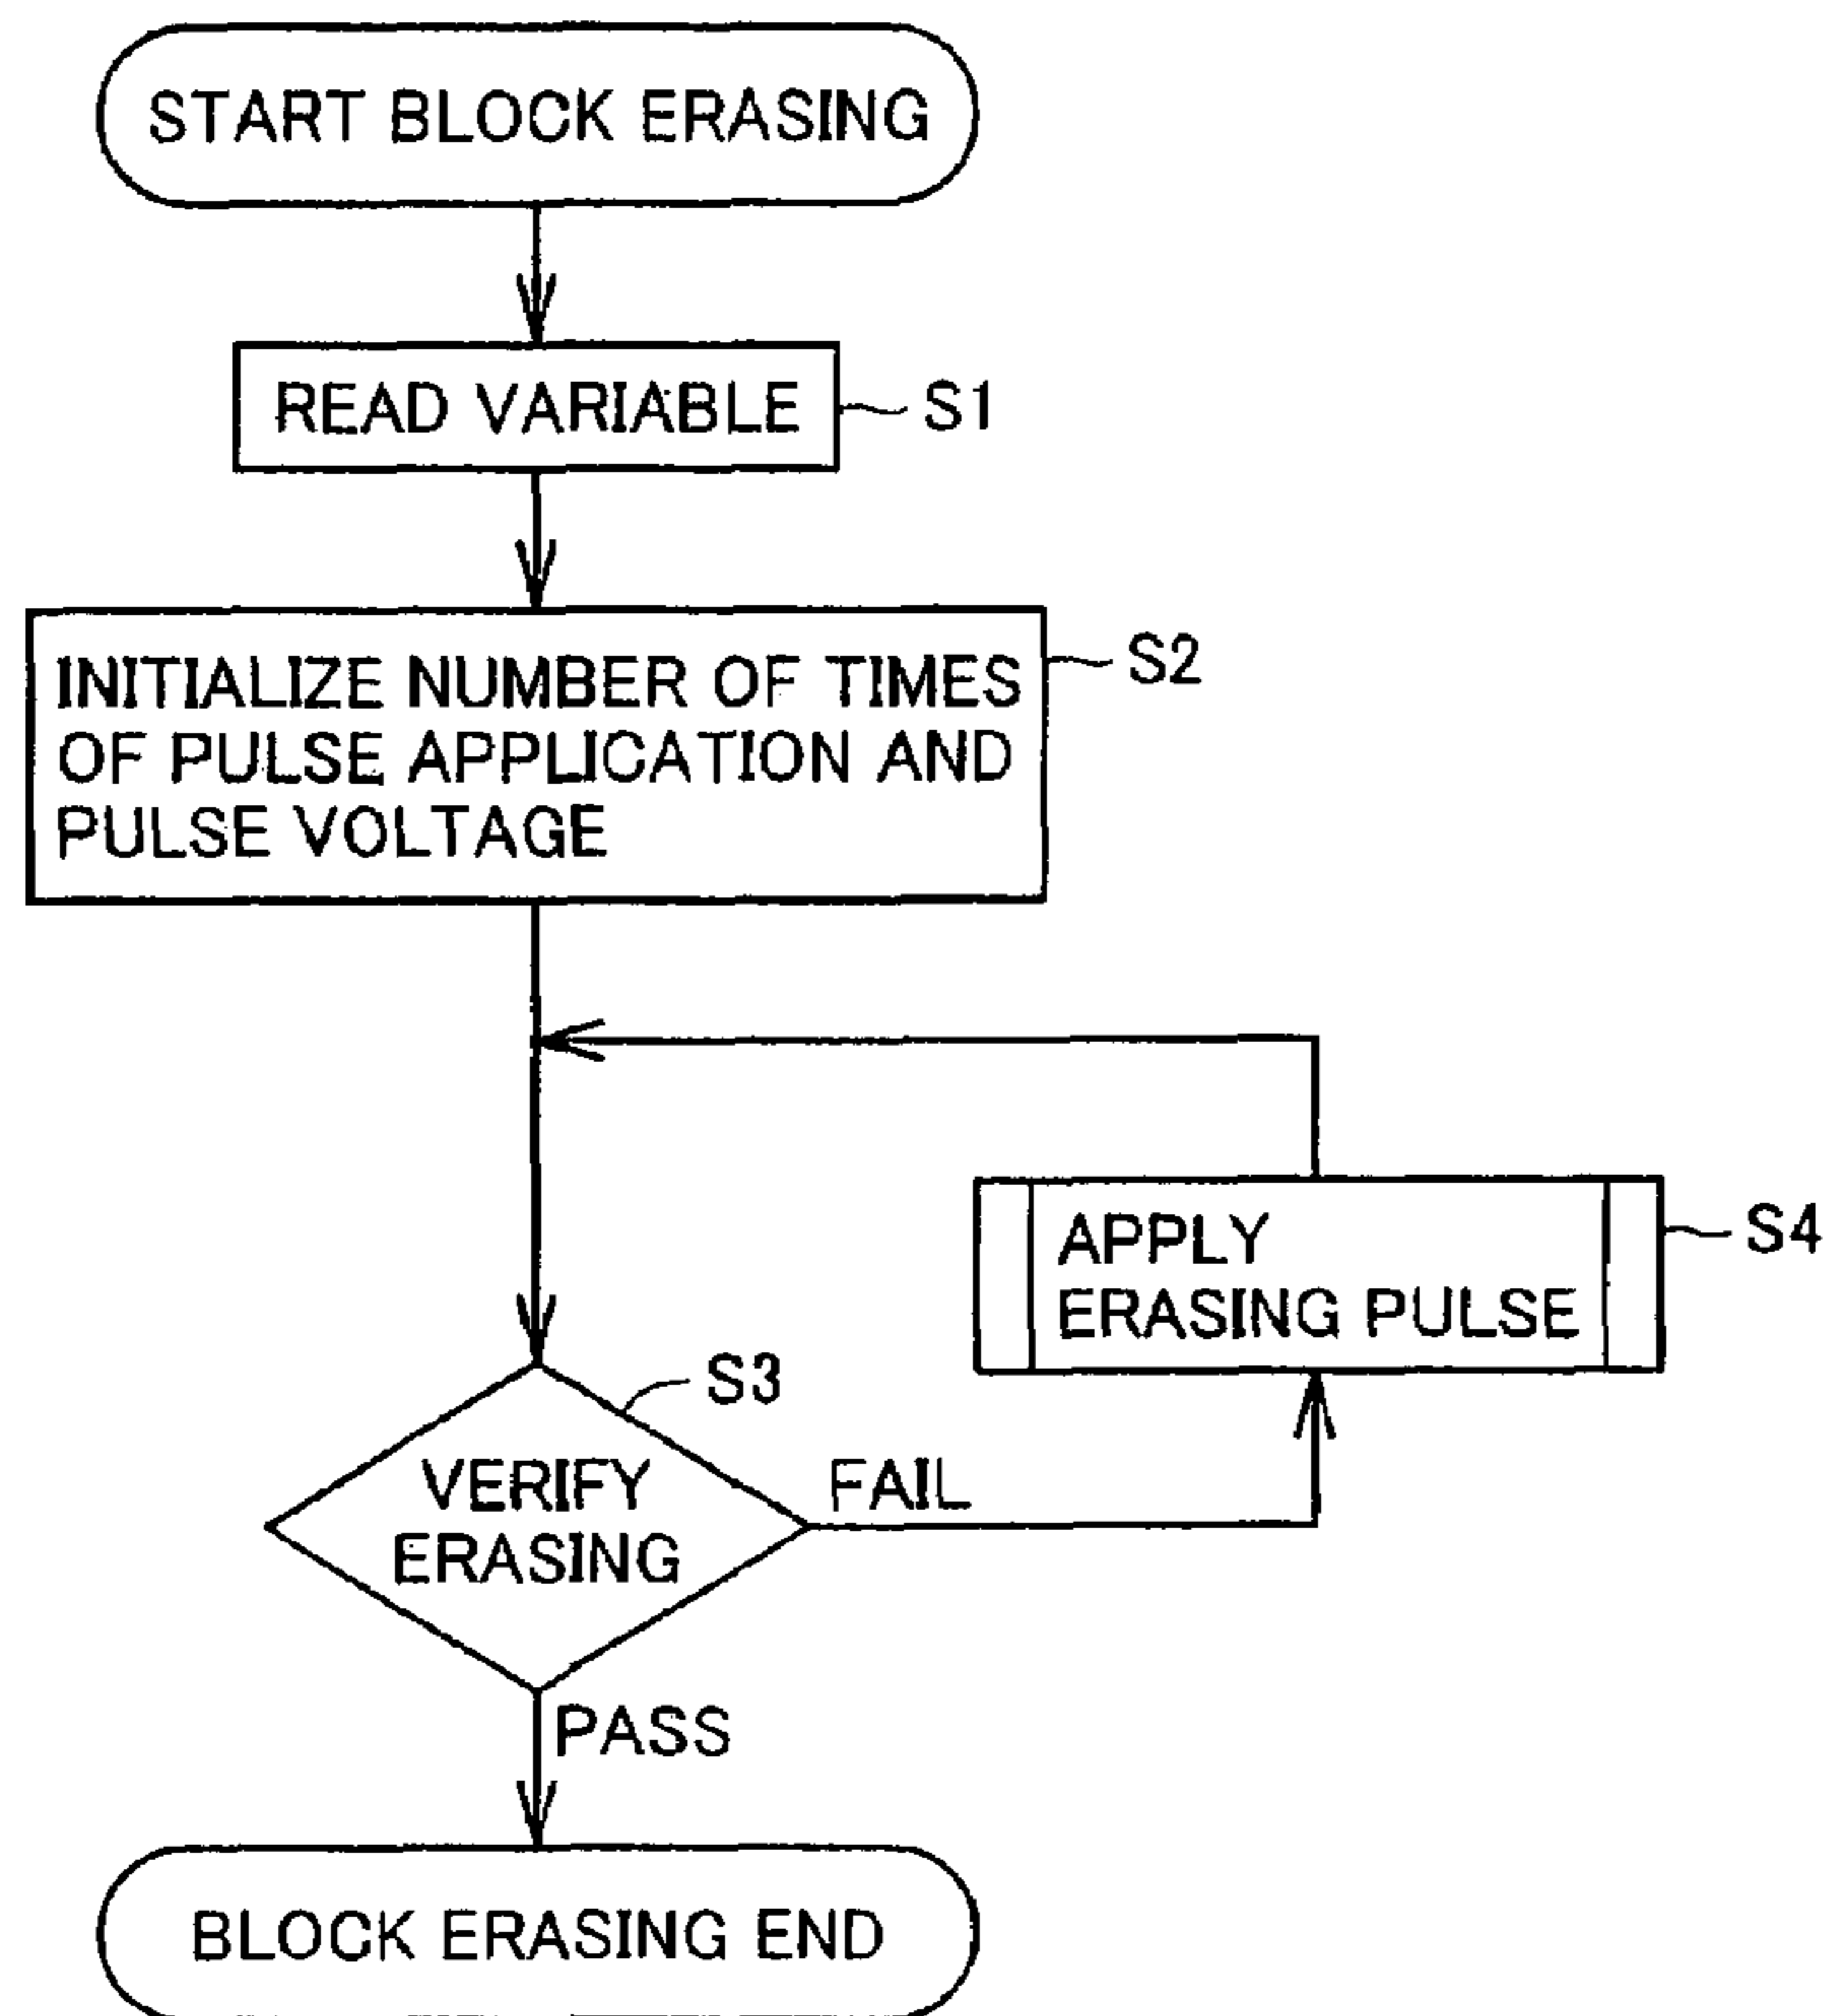 START BLOCK ERASING
READ VARIABLE
S1
INITIALIZE NUMBER OF TIMES
OF PULSE APPLICATION AND
PULSE VOLTAGE
S2
APPLY
ERASING PULSE
S4
S3
VERIFY
ERASING
FAIL
PASS
BLOCK ERASING END